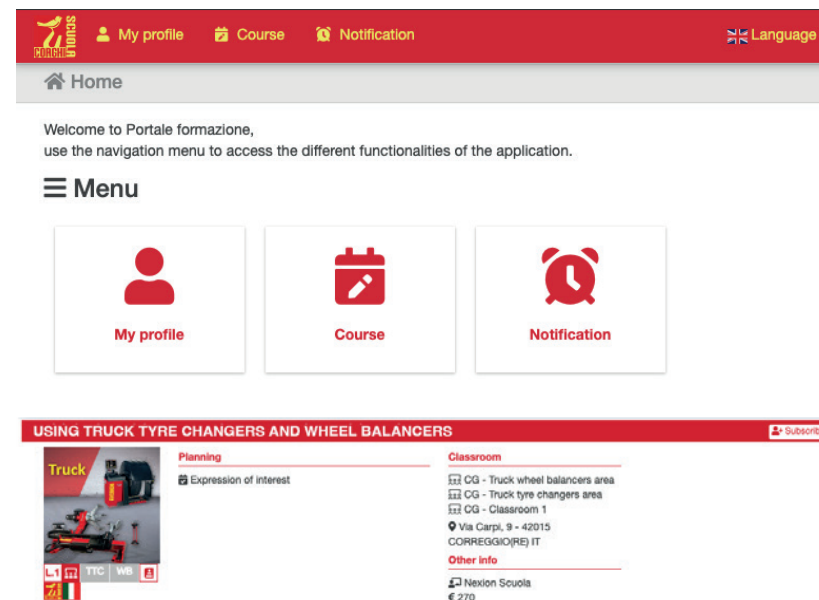 SCUOLA
CORGHI
My profile
Course
Notification
Language
Home
Welcome to Portale formazione,
use the navigation menu to access the different functionalities of the application.
Menu
My profile
Course
Notification
USING TRUCK TYRE CHANGERS AND WHEEL BALANCERS
Subscrib
Truck
L1 TTC WB
Planning
Expression of interest
Classroom
CG - Truck wheel balancers area
CG - Truck tyre changers area
CG - Classroom 1
Via Carpi, 9 - 42015
CORREGGIO(RE) IT
Other info
Nexion Scuola
€ 270